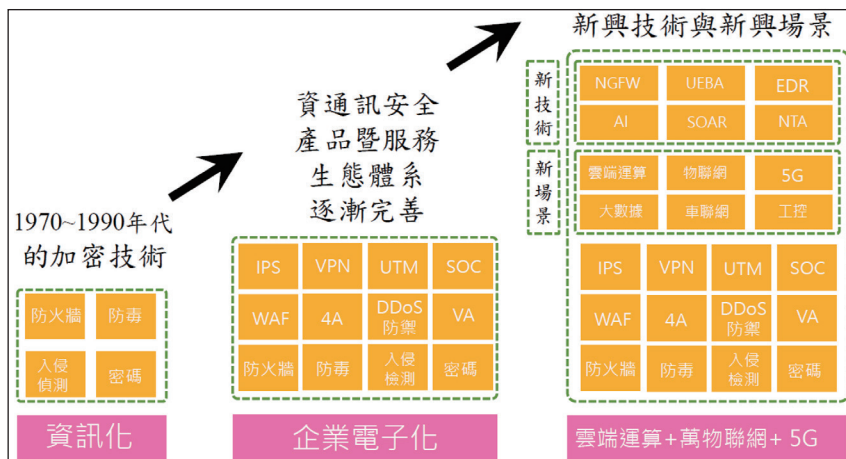 1970~1990年代
的加密技術
防火牆 防毒
入侵
偵測
密碼
資訊化
資通訊安全
產品暨服務
生態體系
逐漸完善
IPS VPN UTM SOC
WAF 4A DDoS
防禦
VA
防火牆 防毒 入侵
檢測
密碼
企業電子化
新興技術與新興場景
新技術
NGFW UEBA EDR
AI SOAR NTA
新場景
雲端運算 物聯網 5G
大數據 車聯網 工控
IPS VPN UTM SOC
WAF 4A DDoS
防禦
VA
防火牆 防毒 入侵
檢測
密碼
雲端運算+萬物聯網+ 5G